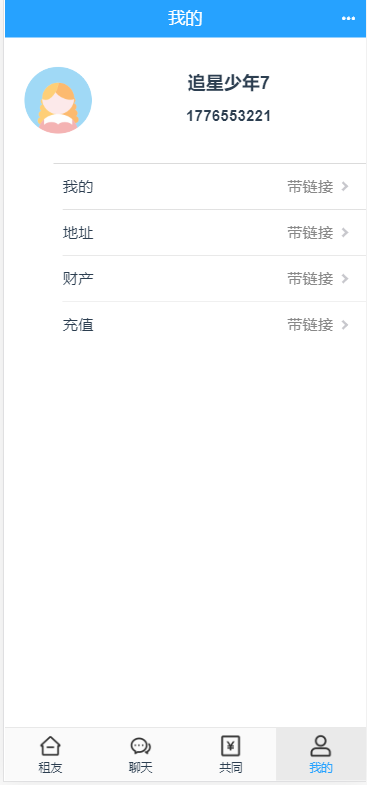 我的
追星少年7
1776553221
我的 带链接
地址 带链接
财产 带链接
充值 带链接
租友 聊天 共同 我的